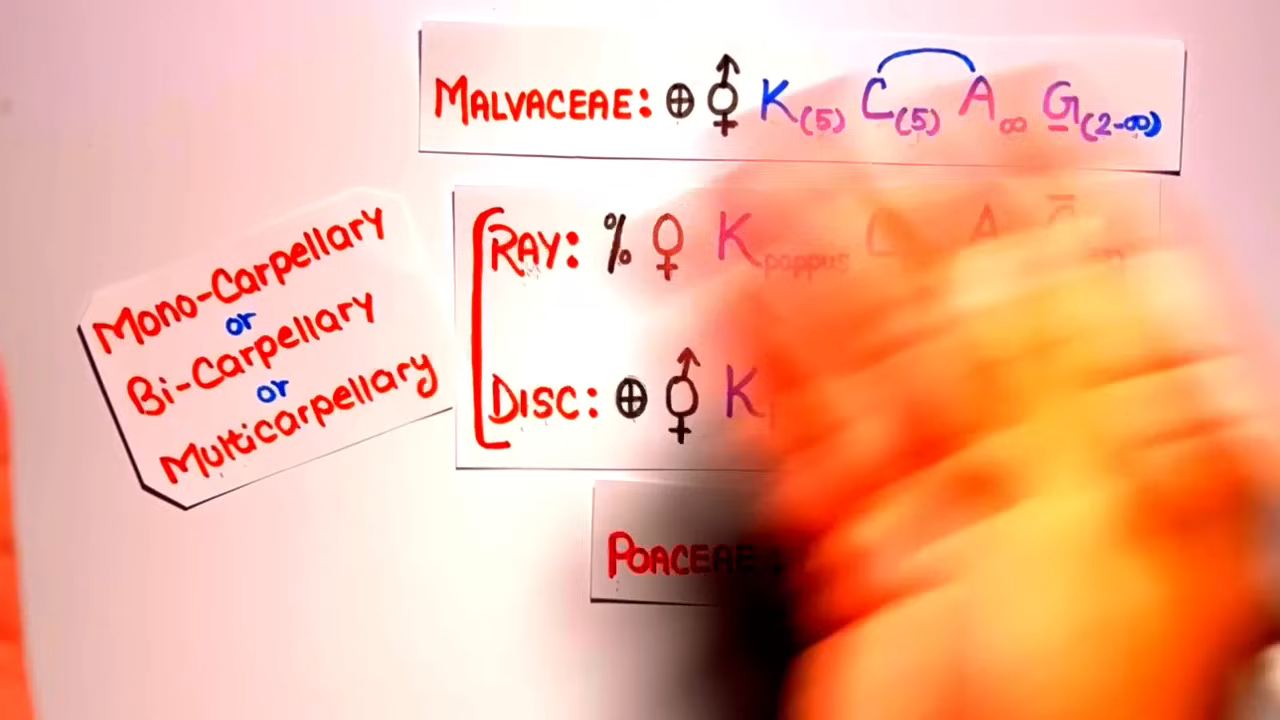 MALVACEAE: ⊕ ⚥ K(5) C(5) A∞ G(2-∞)
Mono-Carpellary
or
Bi-Carpellary
or
Multicarpellary
RAY: % ♀ Kpappus C A G
DISC: ⊕ ⚥ K
POACEAE